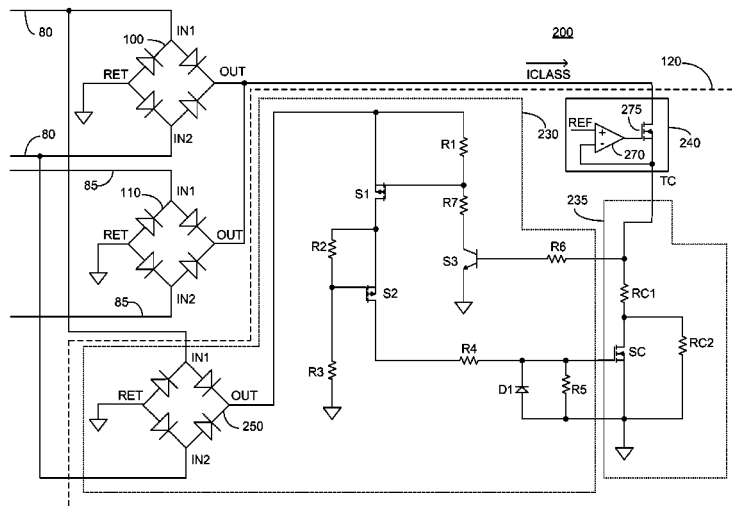 80
100
IN1
RET
OUT
IN2
200
ICLASS
120
80
85
110
IN1
RET
OUT
IN2
85
230
275
REF
+
-
270
240
TC
235
R1
S1
R7
R2
S3
R6
S2
RC1
R3
R4
SC
RC2
D1
R5
IN1
RET
OUT
250
IN2